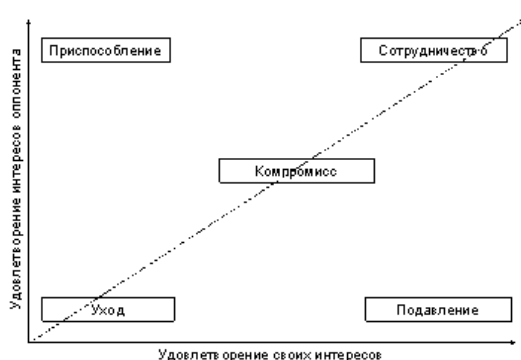 Удовлетворение интересов оппонента
Приспособление
Сотрудничество
Компромисс
Уход
Подавление
Удовлетворение своих интересов